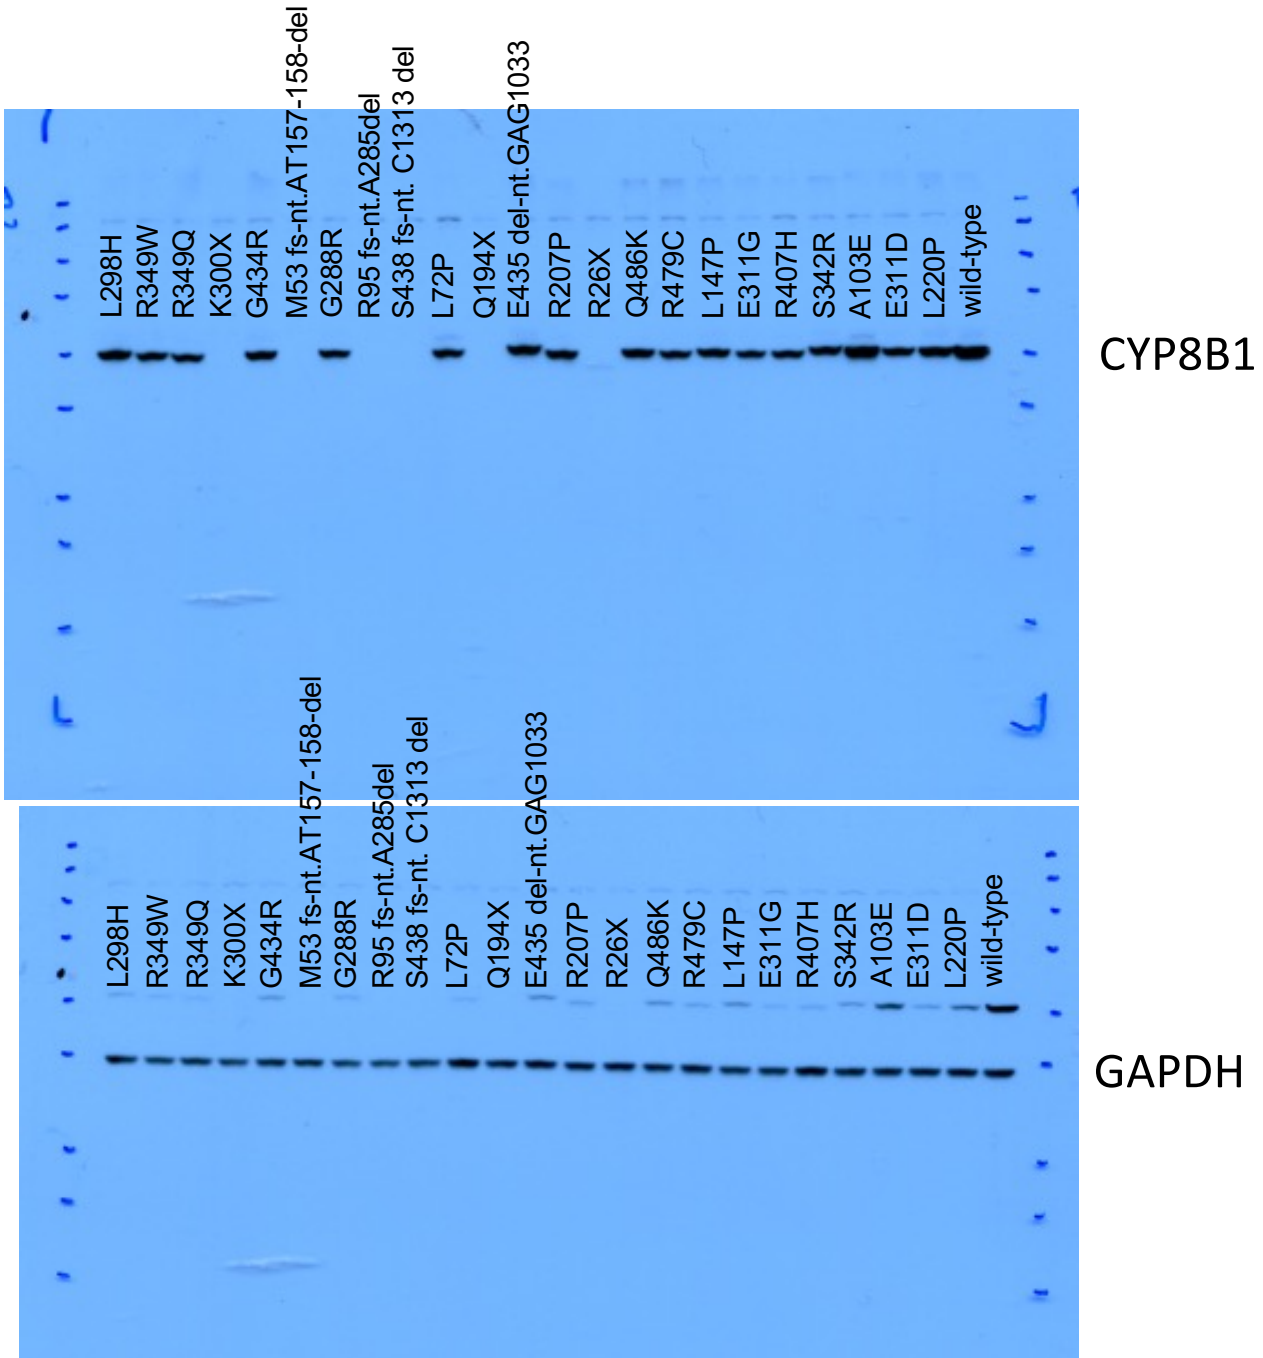 L298H
R349W
R349Q
K300X
G434R
M53 fs-nt.AT157-158-del
G288R
R95 fs-nt.A285del
S438 fs-nt. C1313 del
L72P
Q194X
E435 del-nt.GAG1033
R207P
R26X
Q486K
R479C
L147P
E311G
R407H
S342R
A103E
E311D
L220P
wild-type
CYP8B1
L298H
R349W
R349Q
K300X
G434R
M53 fs-nt.AT157-158-del
G288R
R95 fs-nt.A285del
S438 fs-nt. C1313 del
L72P
Q194X
E435 del-nt.GAG1033
R207P
R26X
Q486K
R479C
L147P
E311G
R407H
S342R
A103E
E311D
L220P
wild-type
GAPDH